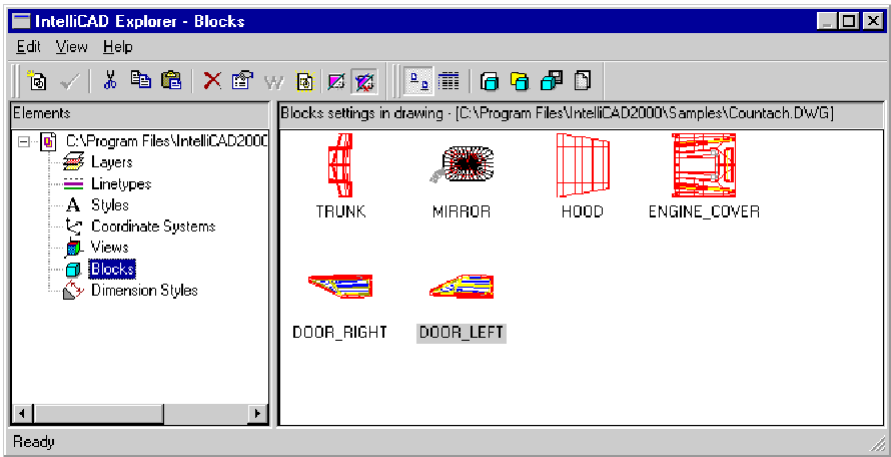 IntelliCAD Explorer - Blocks
Edit View Help
Elements
Blocks settings in drawing - [C:\Program Files\IntelliCAD2000\Samples\Countach.DWG]
C:\Program Files\IntelliCAD2000
Layers
Linetypes
Styles
Coordinate Systems
Views
Blocks
Dimension Styles
TRUNK MIRROR HOOD ENGINE_COVER
DOOR_RIGHT DOOR_LEFT
Ready